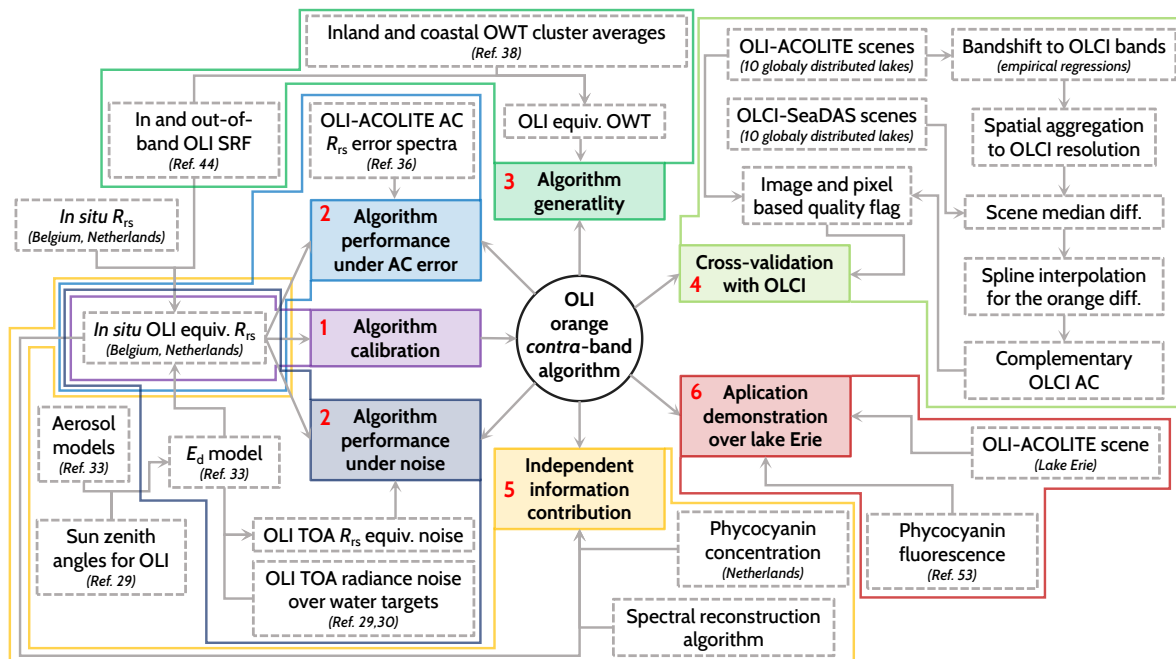 Inland and coastal OWT cluster averages
(Ref. 38)
In and out-of-
band OLI SRF
(Ref. 44)
OLI-ACOLITE AC
Rrs error spectra
(Ref. 36)
OLI equiv. OWT
3 Algorithm
generatlity
In situ Rrs
(Belgium, Netherlands)
2 Algorithm
performance
under AC error
In situ OLI equiv. Rrs
(Belgium, Netherlands)
1 Algorithm
calibration
OLI
orange
contra-band
algorithm
2 Algorithm
performance
under noise
Aerosol
models
(Ref. 33)
Ed model
(Ref. 33)
Sun zenith
angles for OLI
(Ref. 29)
OLI TOA Rrs equiv. noise
OLI TOA radiance noise
over water targets
(Ref. 29,30)
Independent
5 information
contribution
Phycocyanin
concentration
(Netherlands)
Spectral reconstruction
algorithm
OLI-ACOLITE scenes
(10 globaly distributed lakes)
Bandshift to OLCI bands
(empirical regressions)
OLCI-SeaDAS scenes
(10 globaly distributed lakes)
Spatial aggregation
to OLCI resolution
Image and pixel
based quality flag
Scene median diff.
Cross-validation
4 with OLCI
Spline interpolation
for the orange diff.
Complementary
OLCI AC
6 Aplication
demonstration
over lake Erie
OLI-ACOLITE scene
(Lake Erie)
Phycocyanin
fluorescence
(Ref. 53)